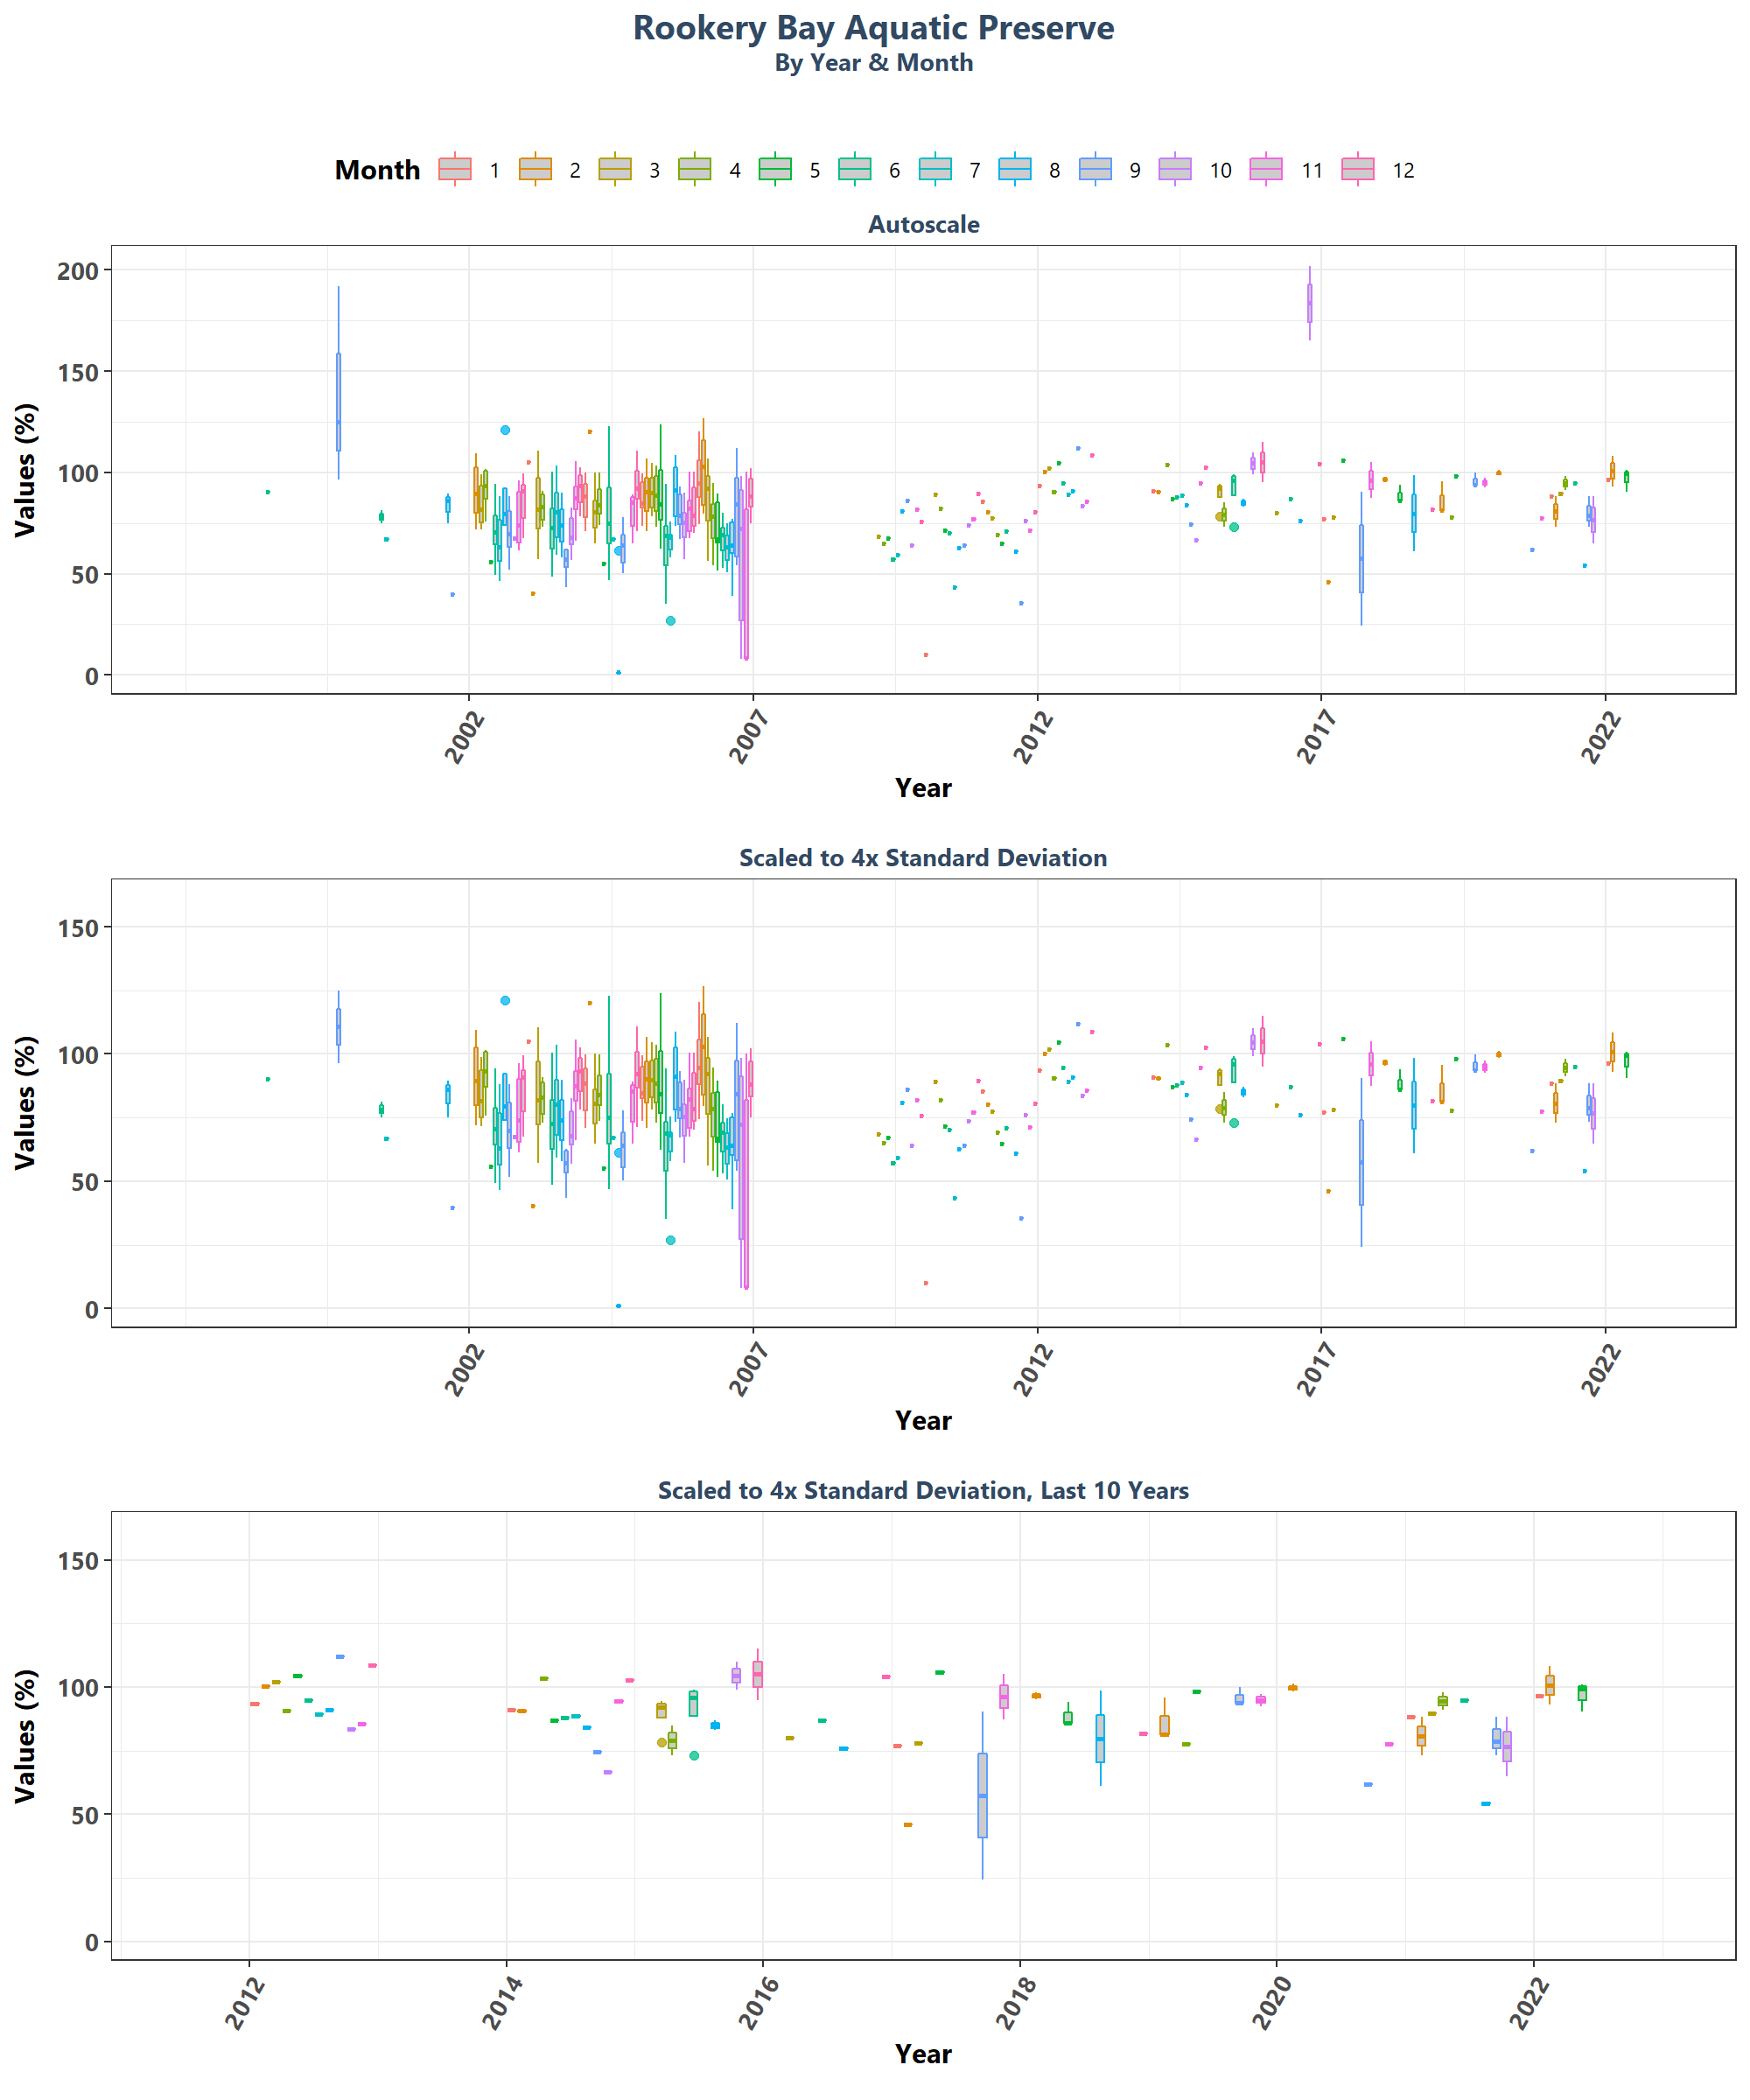 Rookery Bay Aquatic Preserve
By Year & Month
Month 1 2 3 4 5 6 7 8 9 10 11 12
Autoscale
200
150
100
50
0
Values (%)
2002 2007 2012 2017 2022
Year
Scaled to 4x Standard Deviation
150
100
50
0
Values (%)
2002 2007 2012 2017 2022
Year
Scaled to 4x Standard Deviation, Last 10 Years
150
100
50
0
Values (%)
2012 2014 2016 2018 2020 2022
Year